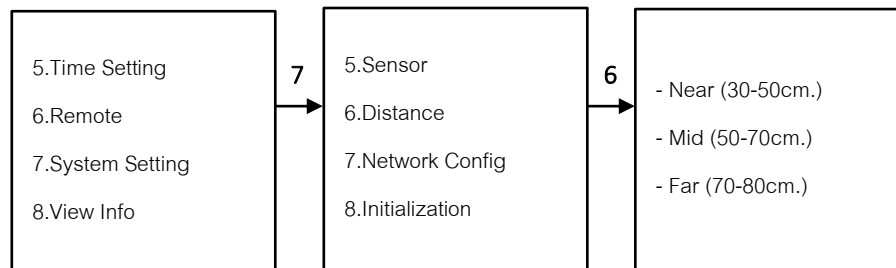 5.Time Setting
6.Remote
7.System Setting
8.View Info
7
5.Sensor
6.Distance
7.Network Config
8.Initialization
6
- Near (30-50cm.)
- Mid (50-70cm.)
- Far (70-80cm.)